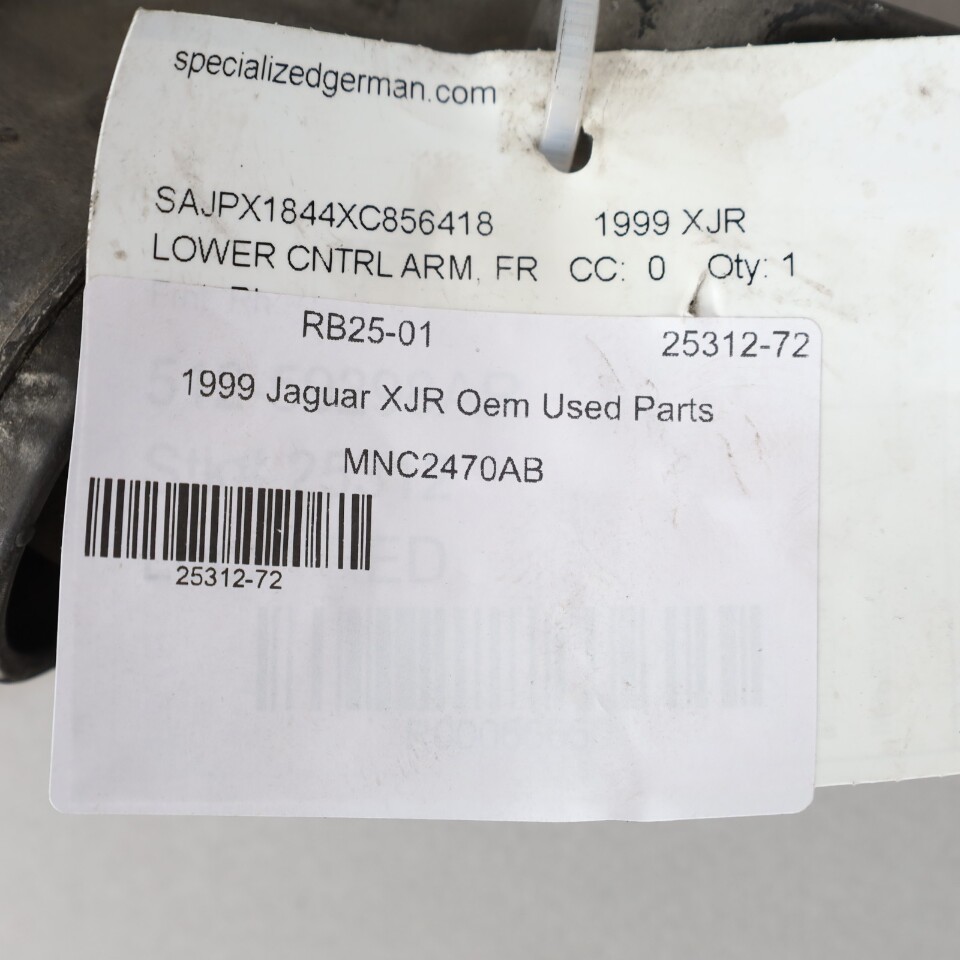 specializedgerman.com
SAJPX1844XC856418 1999 XJR
LOWER CNTRL ARM, FR CC: 0 Qty: 1
RB25-01 25312-72
1999 Jaguar XJR Oem Used Parts
MNC2470AB
25312-72